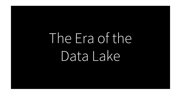 The Era of the
Data Lake